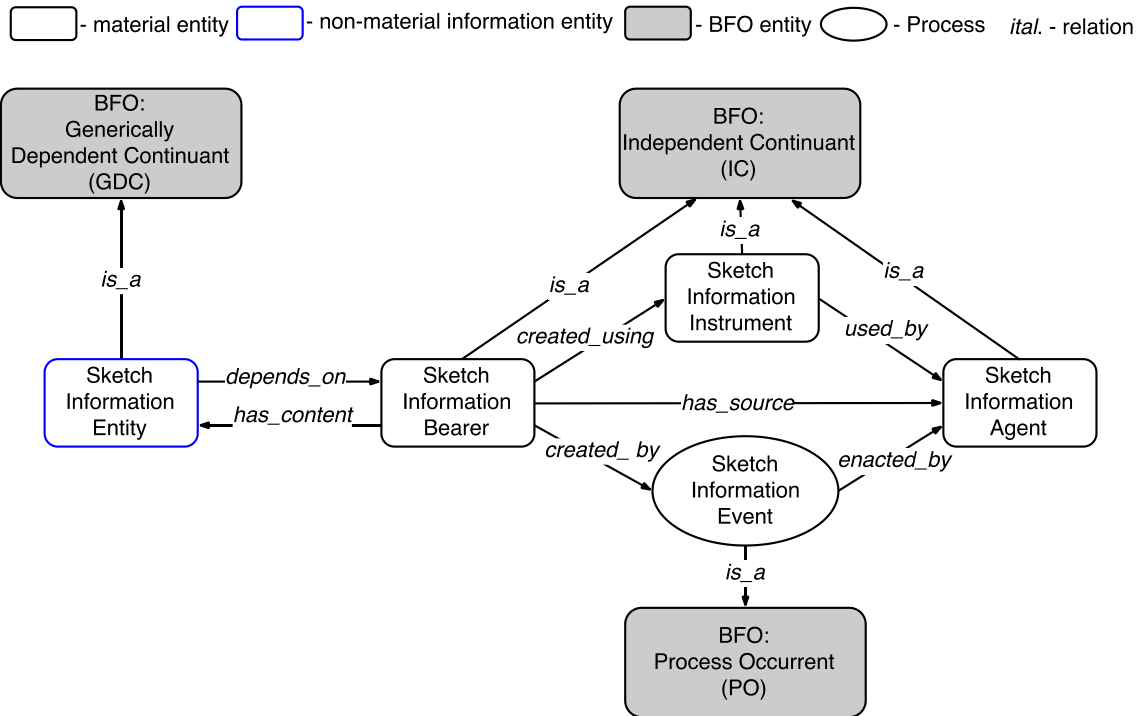 - material entity
- non-material information entity
- BFO entity
- Process
ital. - relation
BFO:
Generically
Dependent Continuant
(GDC)
BFO:
Independent Continuant
(IC)
is_a
is_a
is_a
is_a
Sketch
Information
Instrument
created_using
used_by
Sketch
Information
Entity
depends_on
has_content
Sketch
Information
Bearer
has_source
Sketch
Information
Agent
created_ by
enacted_by
Sketch
Information
Event
is_a
BFO:
Process Occurrent
(PO)